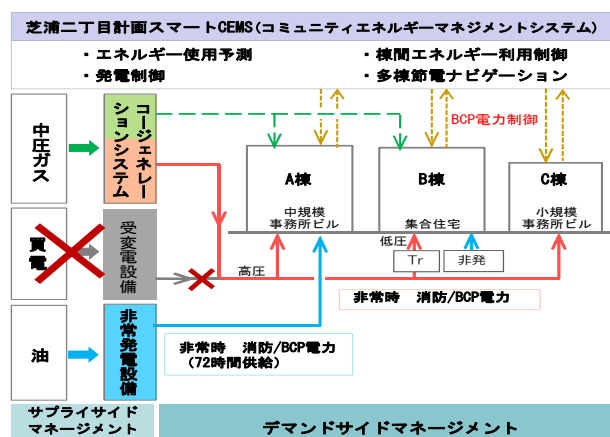 芝浦二丁目計画スマートCEMS(コミュニティエネルギーマネジメントシステム)
・エネルギー使用予測
・棟間エネルギー利用制御
・発電制御
・多棟節電ナビゲーション
中圧ガス
コージェネレーションシステム
BCP電力制御
A棟
B棟
C棟
中規模
事務所ビル
集合住宅
小規模
事務所ビル
買電
受変電設備
低圧
Tr
非発
高圧
非常時 消防/BCP電力
油
非常発電設備
非常時 消防/BCP電力
(72時間供給)
サプライサイド
マネージメント
デマンドサイドマネージメント